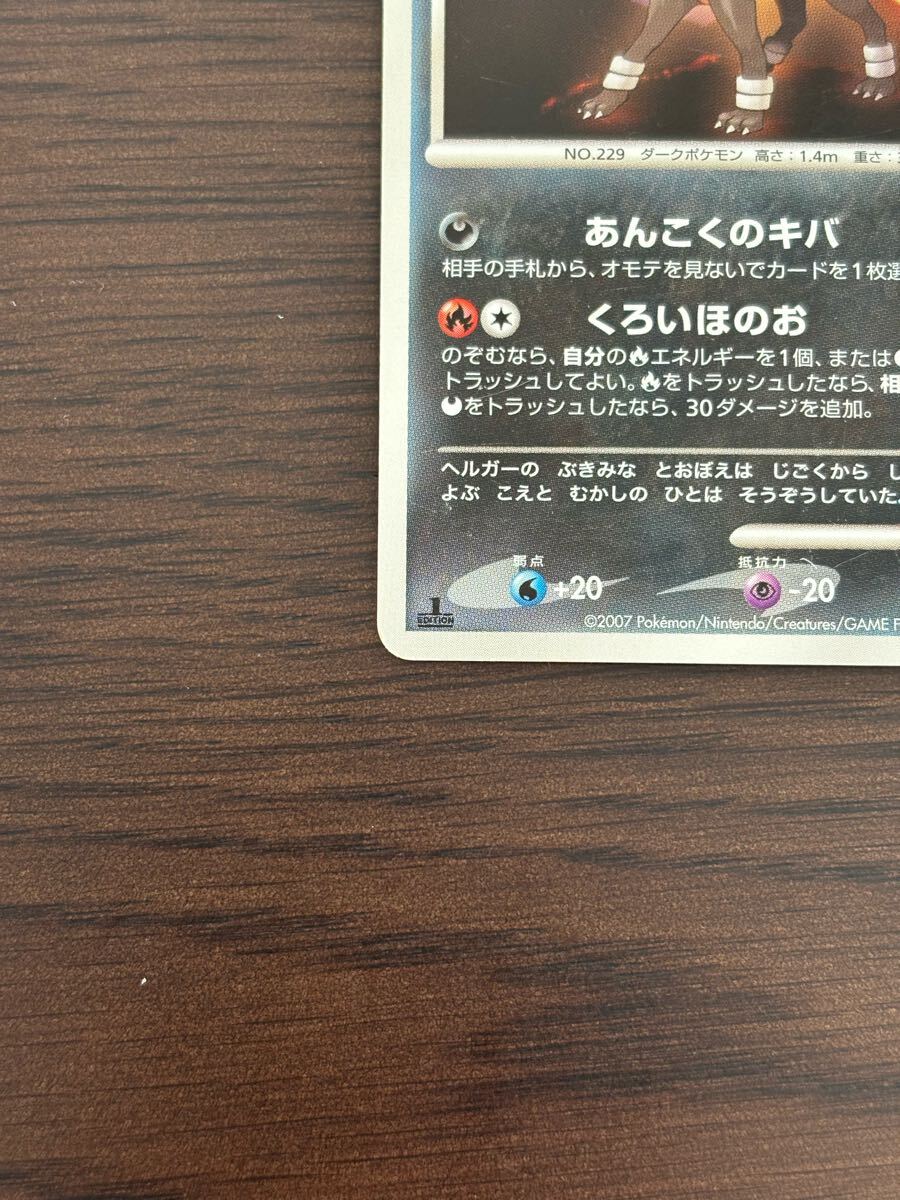 NO.229 ダークポケモン 高さ：1.4m 重さ：
あんこくのキバ
相手の手札から、オモテを見ないでカードを1枚選
くろいほのお
のぞむなら、自分のエネルギーを1個、または
トラッシュしてよい。をトラッシュしたなら、相
をトラッシュしたなら、30ダメージを追加。
ヘルガーの ぶきみな とおぼえは じごくから し
よぶ こえと むかしの ひとは そうぞうしていた。
弱点 抵抗力
+20 -20
1
EDITION
©2007 Pokémon/Nintendo/Creatures/GAME F